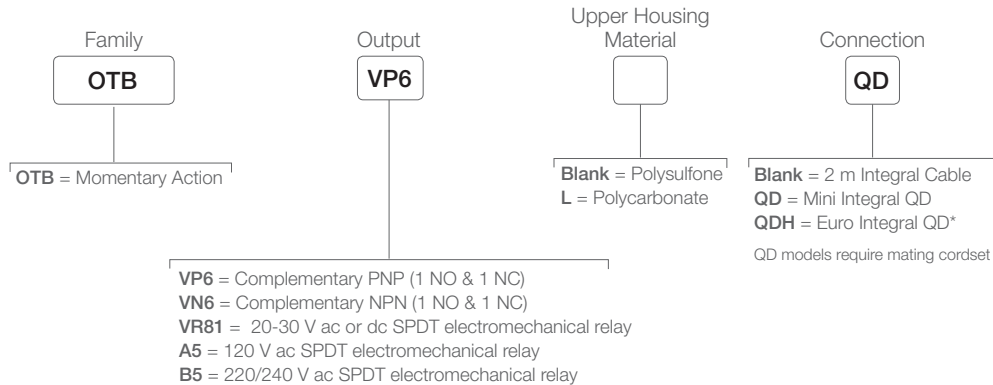 Family
OTB
OTB = Momentary Action
Output
VP6
VP6 = Complementary PNP (1 NO & 1 NC)
VN6 = Complementary NPN (1 NO & 1 NC)
VR81 = 20-30 V ac or dc SPDT electromechanical relay
A5 = 120 V ac SPDT electromechanical relay
B5 = 220/240 V ac SPDT electromechanical relay
Upper Housing
Material
Blank = Polysulfone
L = Polycarbonate
Connection
QD
Blank = 2 m Integral Cable
QD = Mini Integral QD
QDH = Euro Integral QD*
QD models require mating cordset